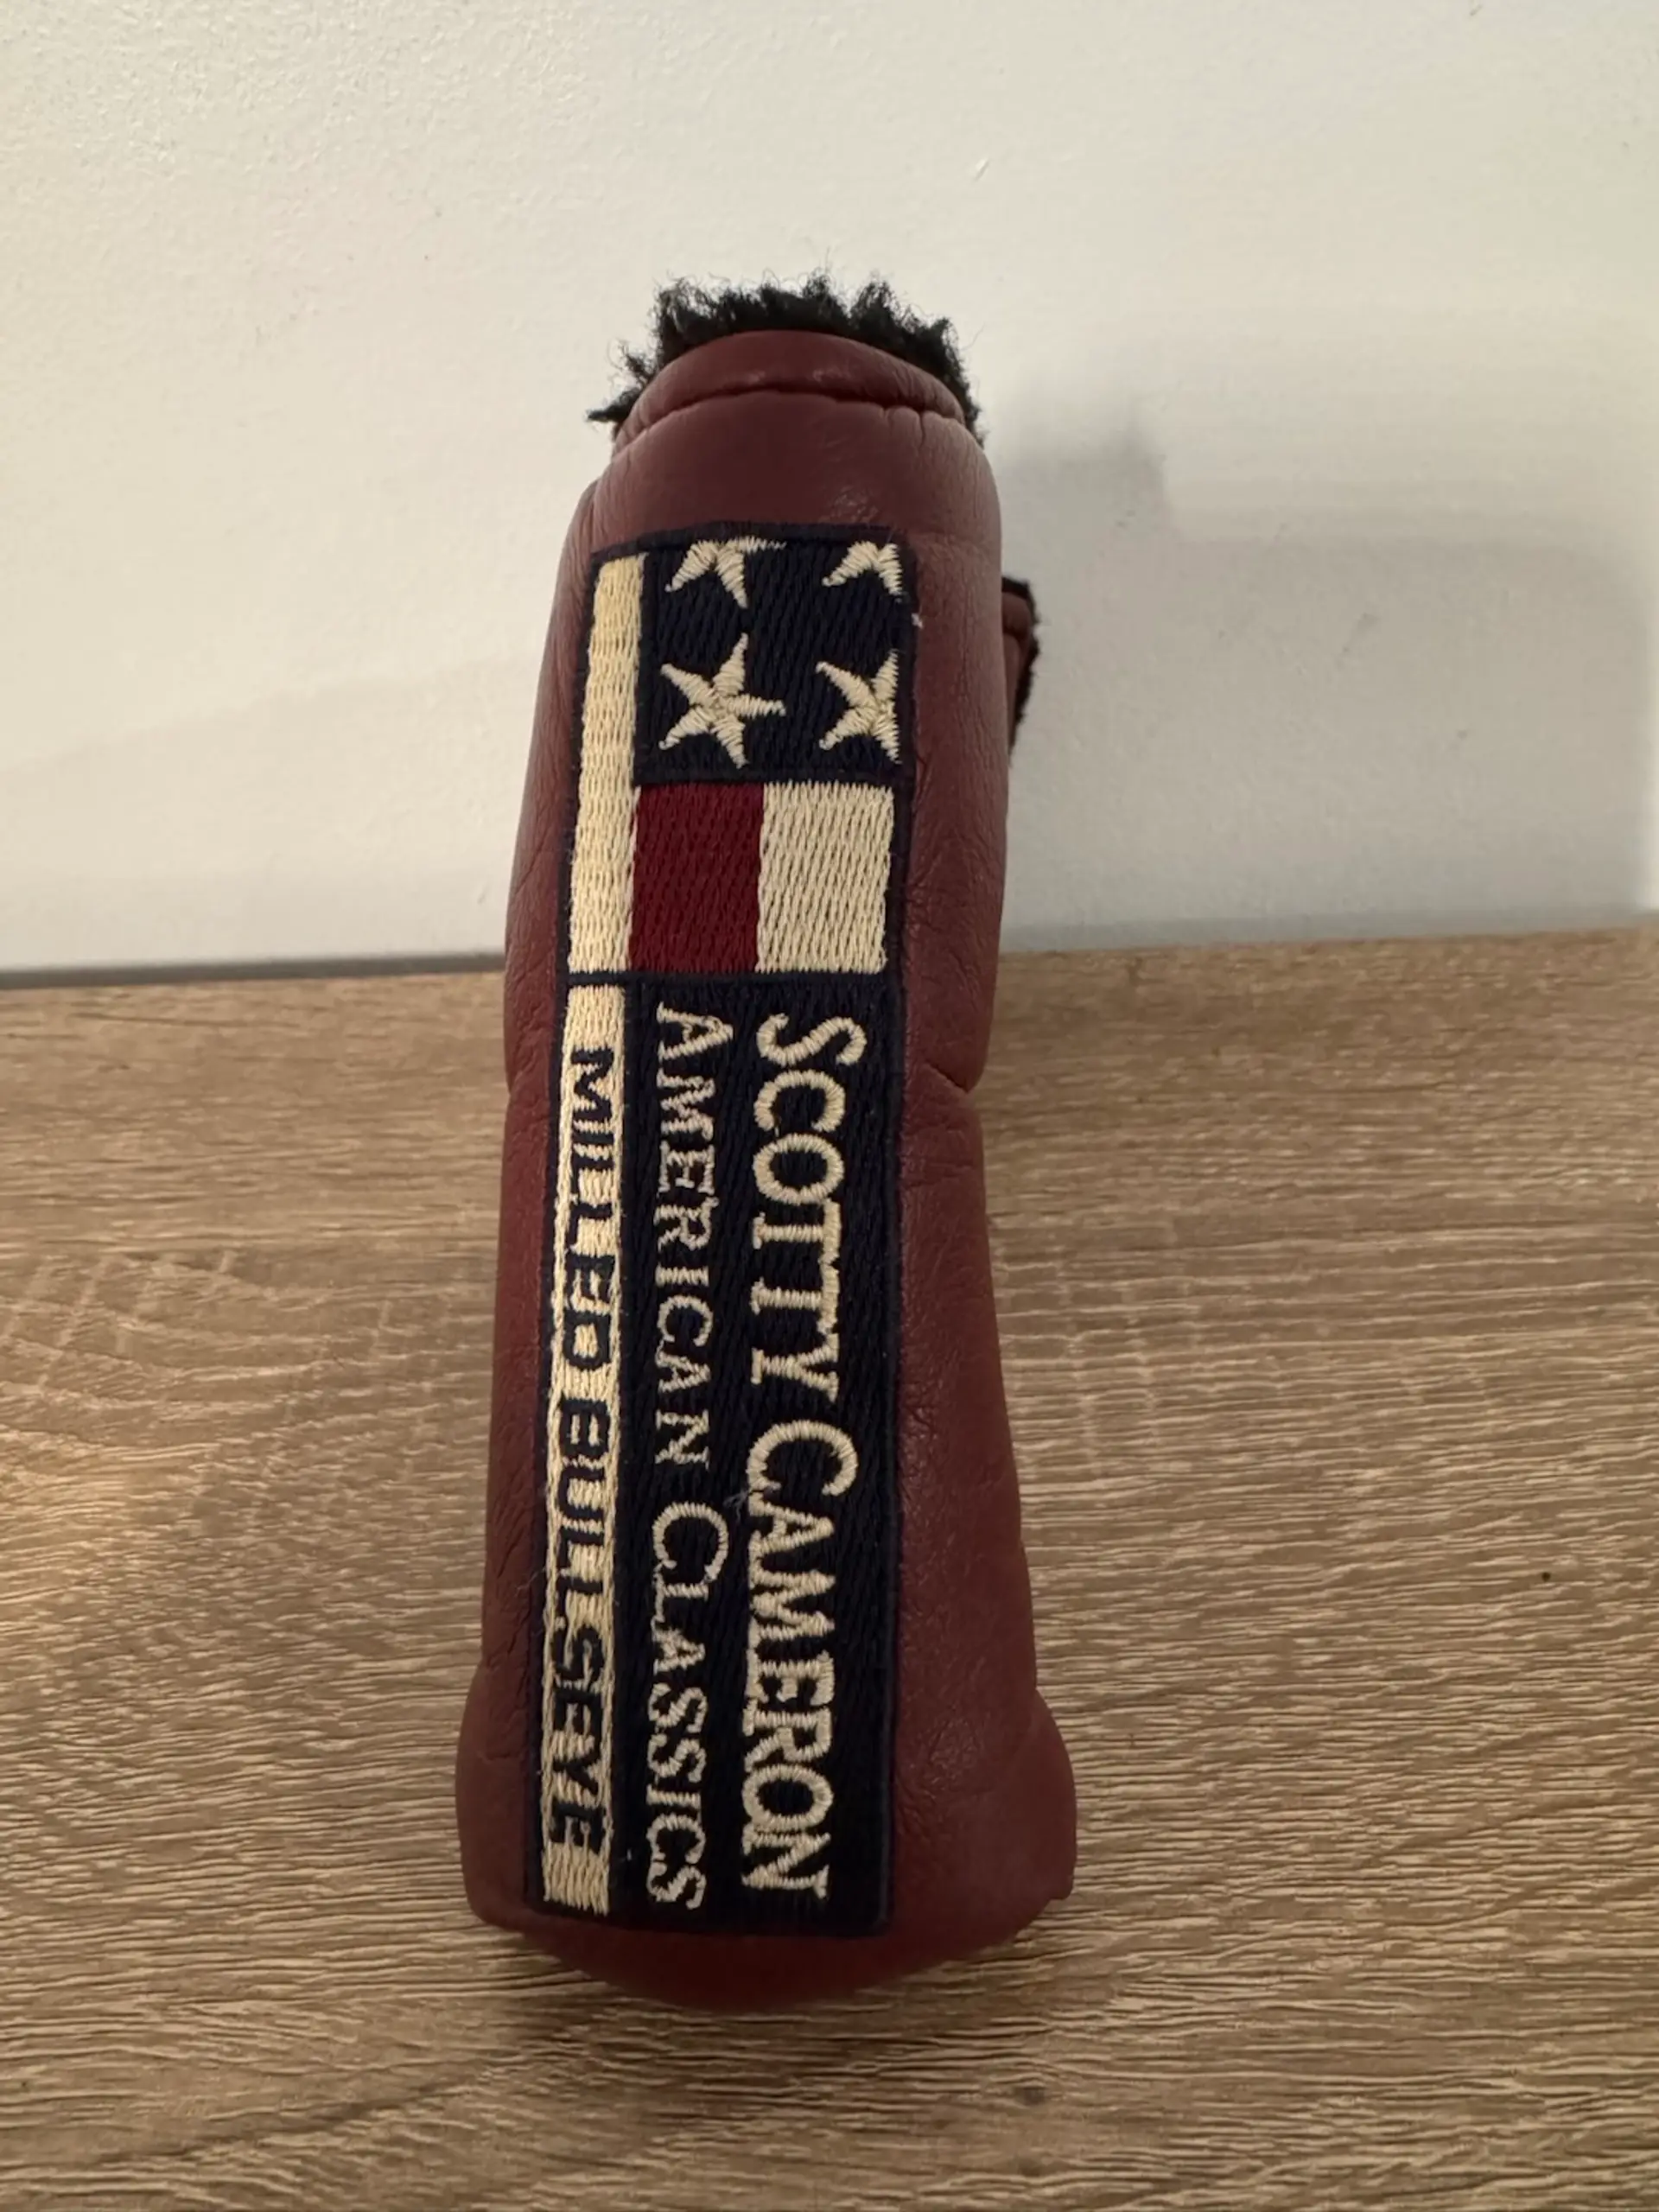 SCOTTY CAMERON
AMERICAN CLASSICS
MILLED BULLSEYE